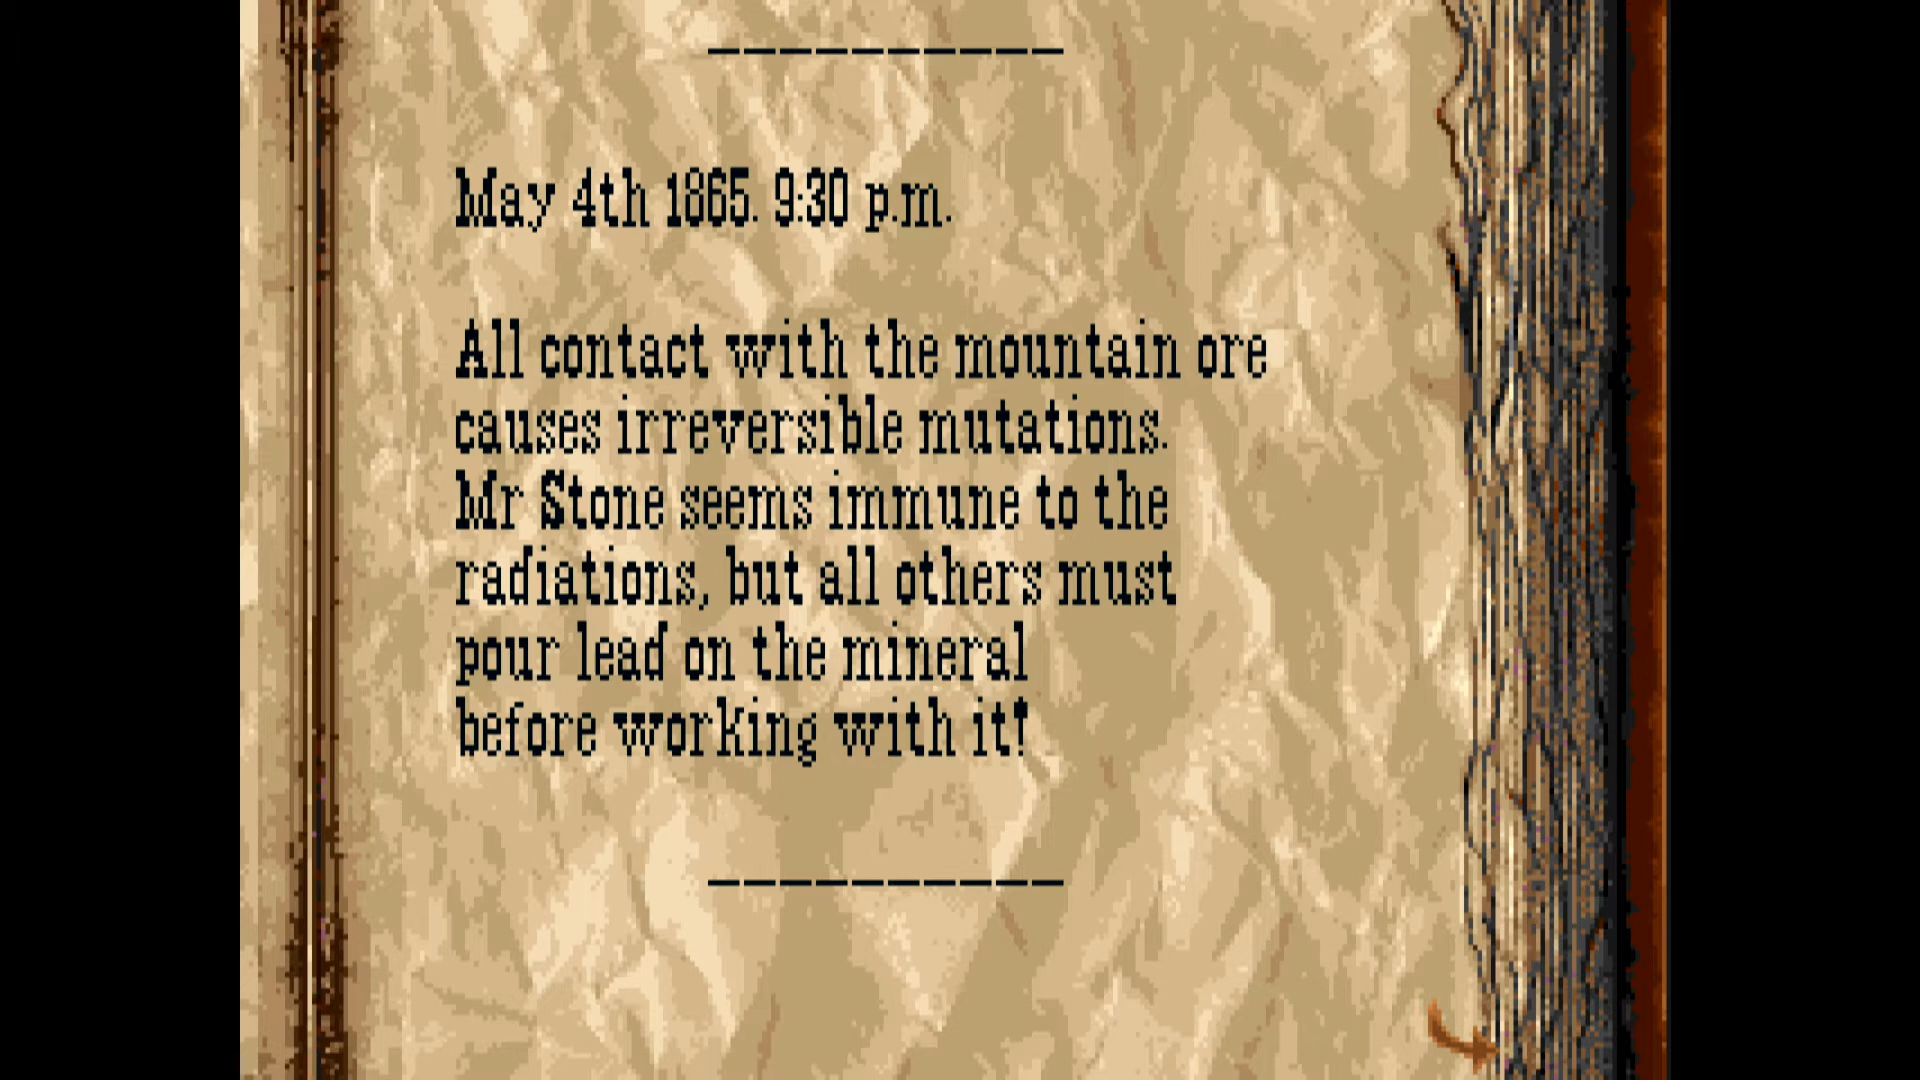 May 4th 1865. 9:30 p.m.
All contact with the mountain ore
causes irreversible mutations.
Mr Stone seems immune to the
radiations, but all others must
pour lead on the mineral
before working with it!